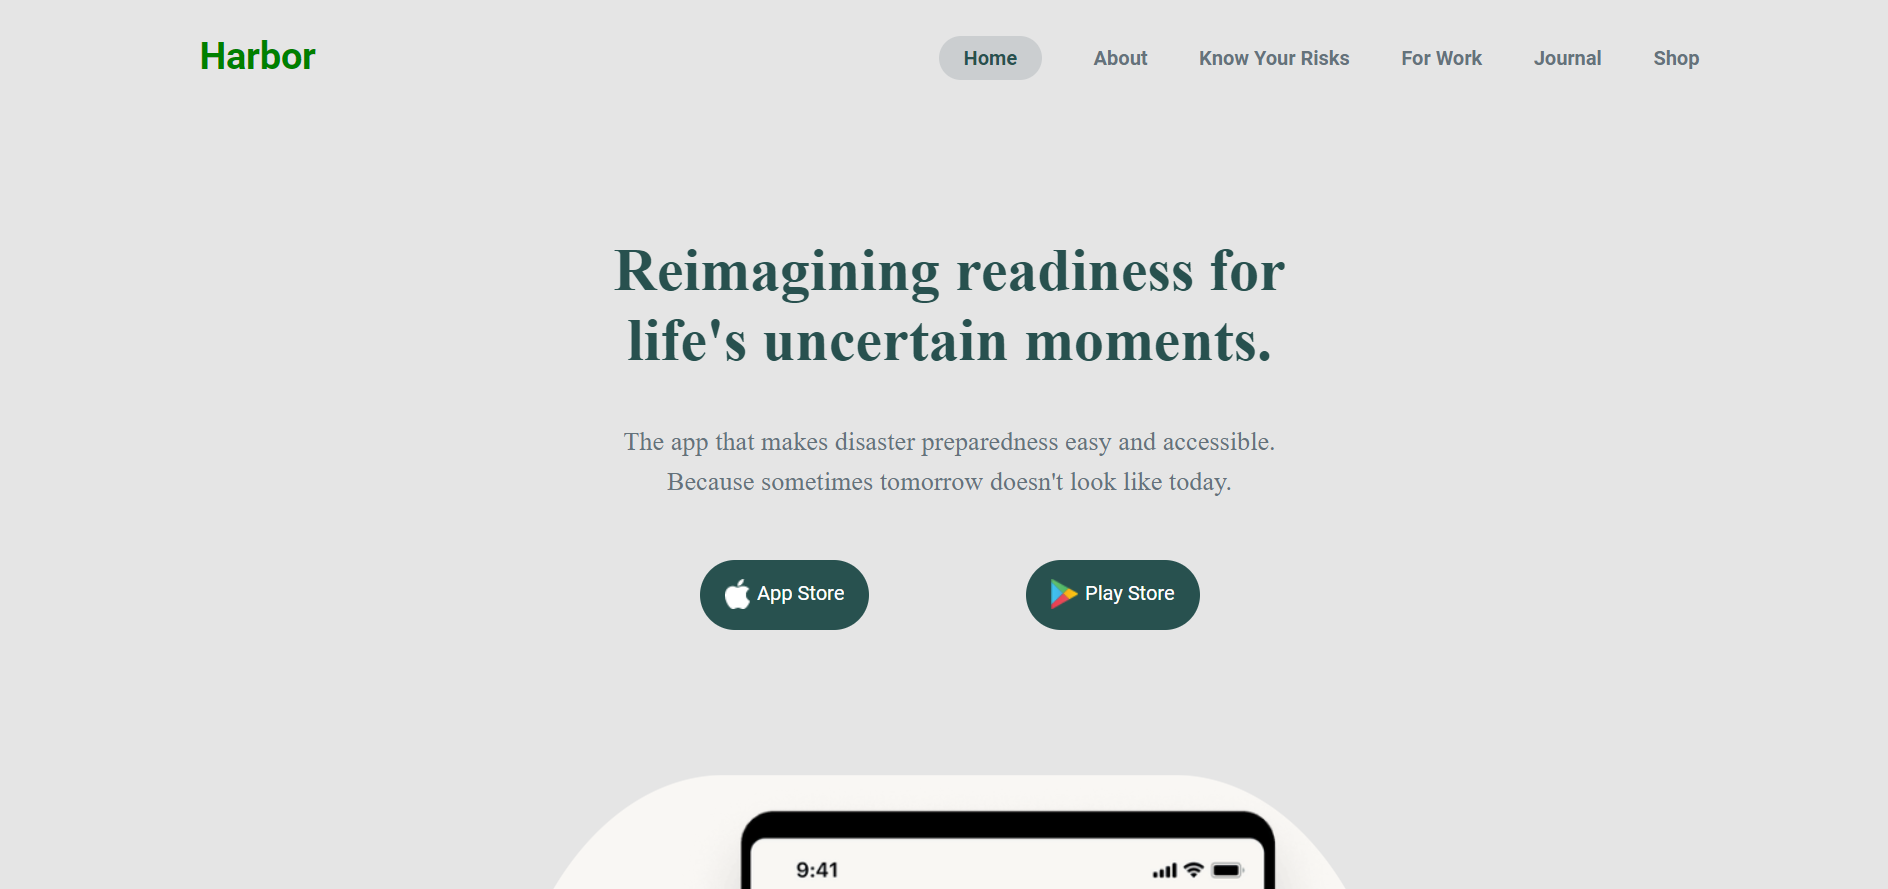 Harbor
Home About Know Your Risks For Work Journal Shop
Reimagining readiness for
life's uncertain moments.
The app that makes disaster preparedness easy and accessible.
Because sometimes tomorrow doesn't look like today.
App Store Play Store
9:41